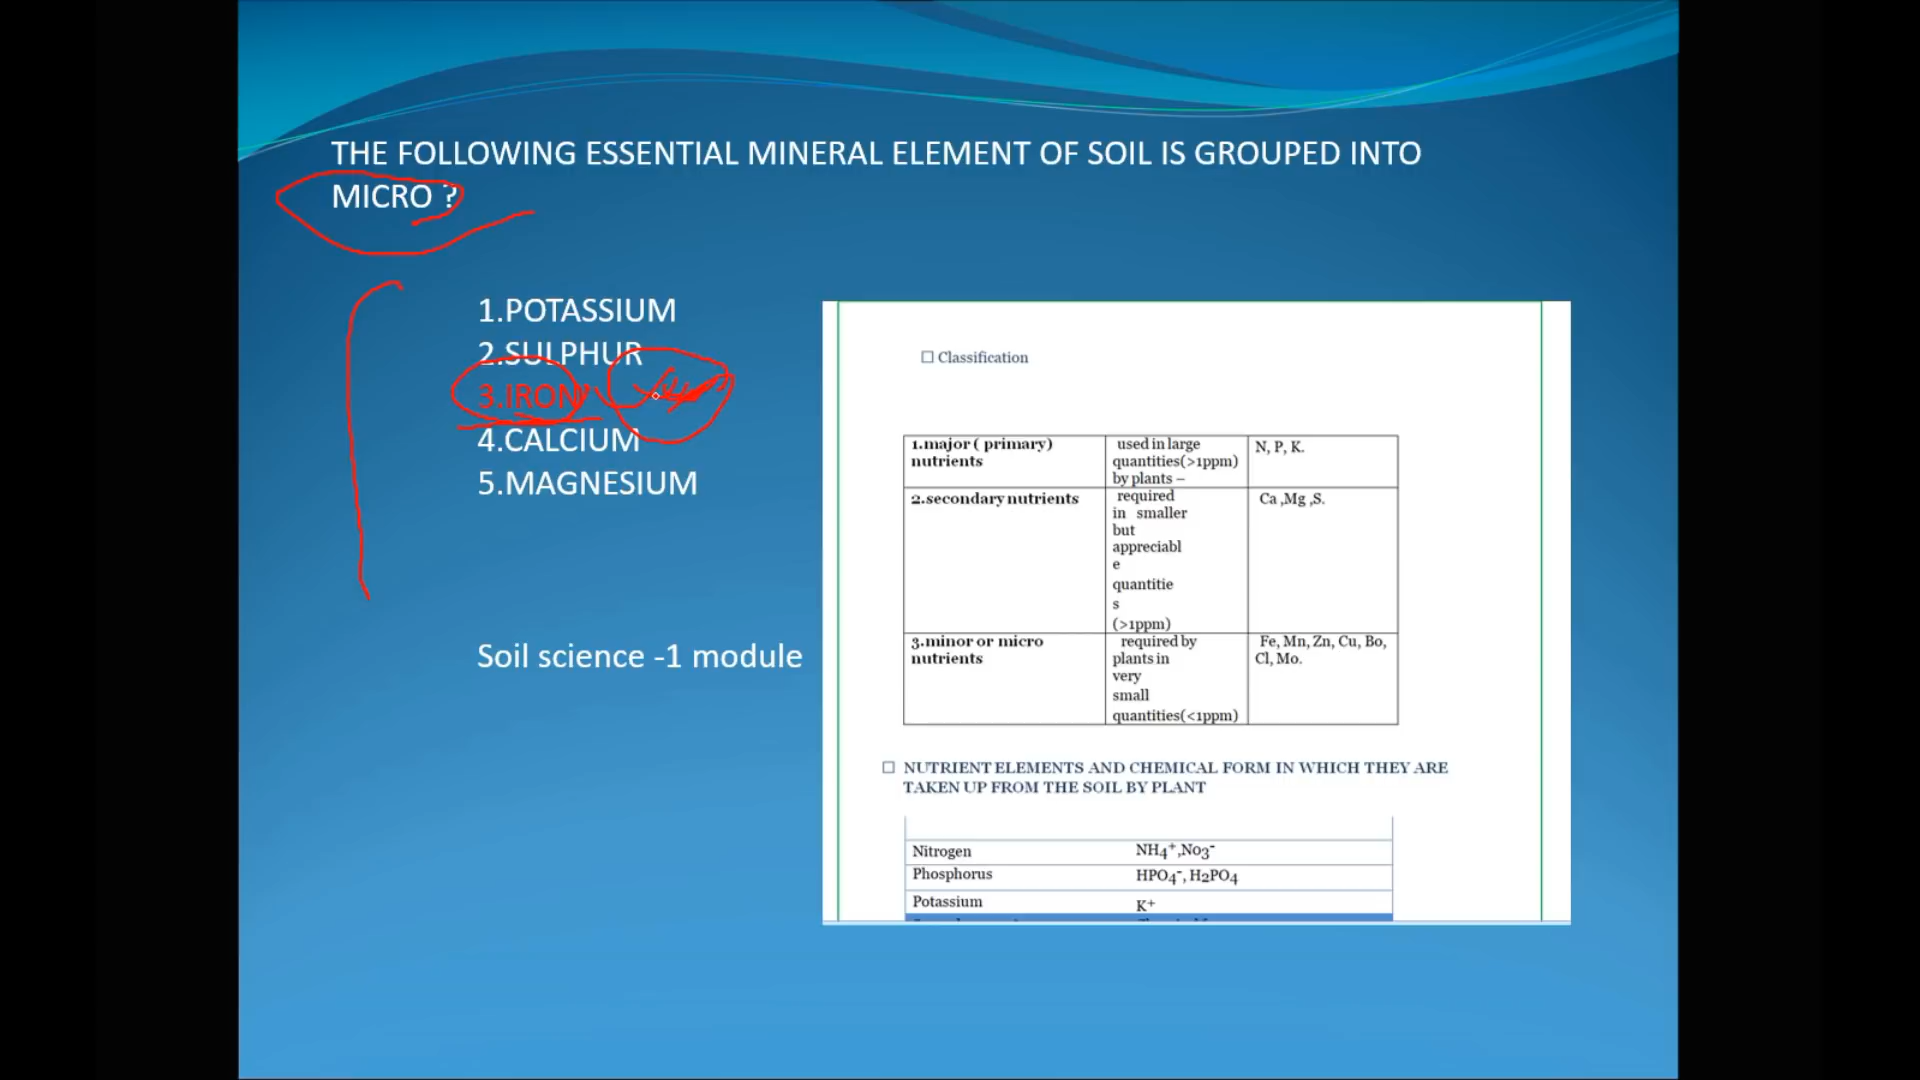 THE FOLLOWING ESSENTIAL MINERAL ELEMENT OF SOIL IS GROUPED INTO
MICRO ?
1.POTASSIUM
2.SULPHUR
3.IRON
4.CALCIUM
5.MAGNESIUM
Soil science -1 module
☐ Classification
1.major ( primary)
nutrients
used in large
quantities(>1ppm)
by plants –
N, P, K.
2.secondary nutrients
required
in smaller
but
appreciabl
e
quantitie
s
(>1ppm)
Ca ,Mg ,S.
3.minor or micro
nutrients
required by
plants in
very
small
quantities(<1ppm)
Fe, Mn, Zn, Cu, Bo,
Cl, Mo.
☐ NUTRIENT ELEMENTS AND CHEMICAL FORM IN WHICH THEY ARE
TAKEN UP FROM THE SOIL BY PLANT
Nitrogen NH4+,No3-
Phosphorus HPO4-, H2PO4
Potassium K+